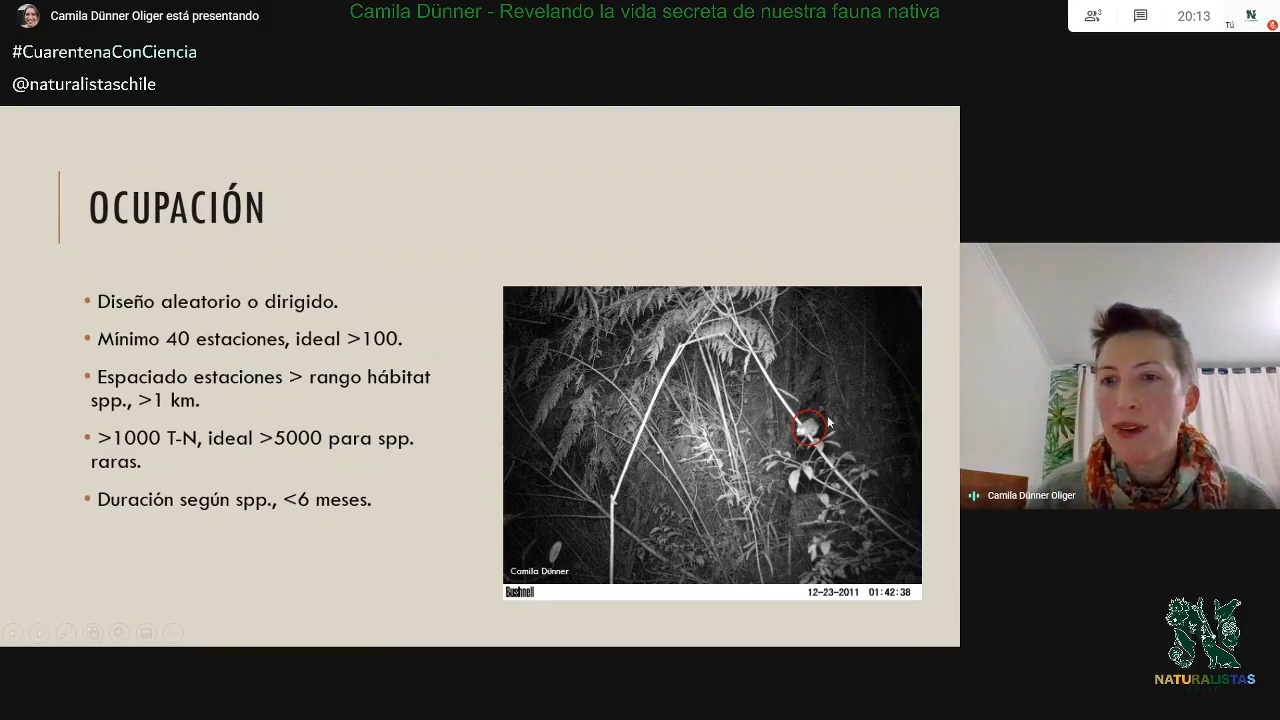 Camila Dünner Oliger está presentando
Camila Dünner - Revelando la vida secreta de nuestra fauna nativa
3
20:13
Tú
#CuarentenaConCiencia
@naturalistaschile
OCUPACIÓN
• Diseño aleatorio o dirigido.
• Mínimo 40 estaciones, ideal >100.
• Espaciado estaciones > rango hábitat
spp., >1 km.
• >1000 T-N, ideal >5000 para spp.
raras.
• Duración según spp., <6 meses.
Camila Dünner
Bushnell
12-23-2011 01:42:38
Camila Dünner Oliger
NATURALISTAS
CHILE